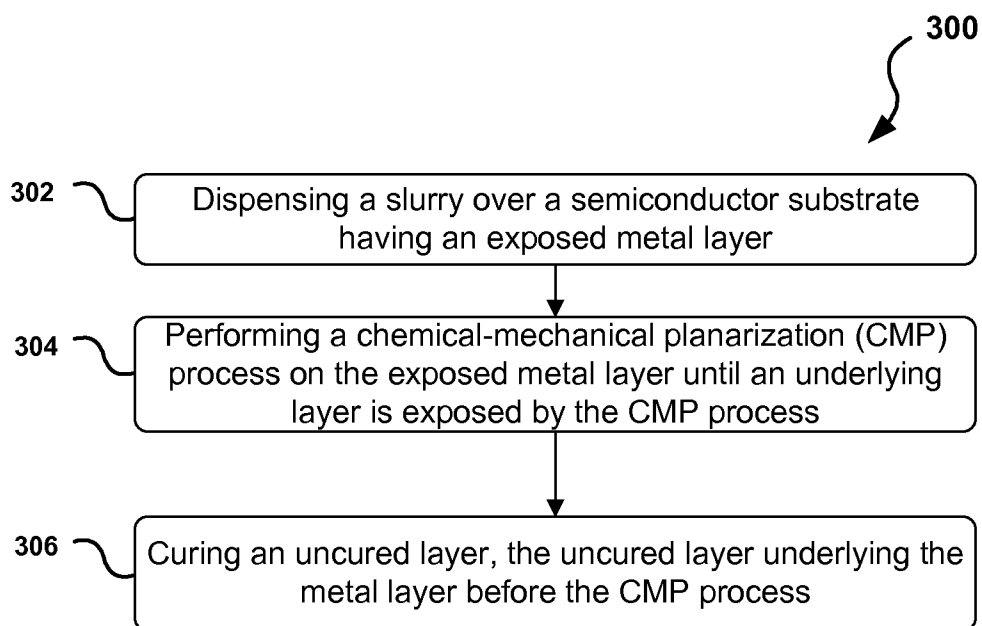 300
302
Dispensing a slurry over a semiconductor substrate
having an exposed metal layer
304
Performing a chemical-mechanical planarization (CMP)
process on the exposed metal layer until an underlying
layer is exposed by the CMP process
306
Curing an uncured layer, the uncured layer underlying the
metal layer before the CMP process